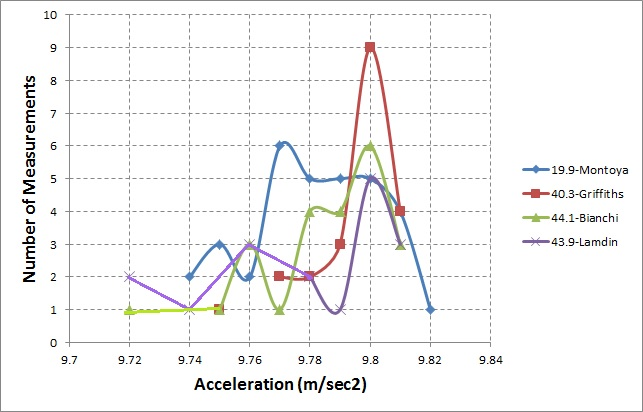 10
9
8
7
6
5
4
3
2
1
0
Number of Measurements
9.7 9.72 9.74 9.76 9.78 9.8 9.82 9.84
Acceleration (m/sec2)
19.9-Montoya
40.3-Griffiths
44.1-Bianchi
43.9-Lamdin